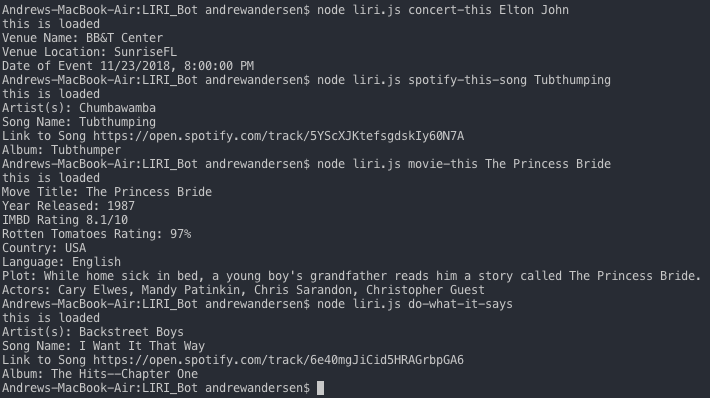 Andrews-MacBook-Air:LIRI_Bot andrewandersen$ node liri.js concert-this Elton John
this is loaded
Venue Name: BB&T Center
Venue Location: SunriseFL
Date of Event 11/23/2018, 8:00:00 PM
Andrews-MacBook-Air:LIRI_Bot andrewandersen$ node liri.js spotify-this-song Tubthumping
this is loaded
Artist(s): Chumbawamba
Song Name: Tubthumping
Link to Song https://open.spotify.com/track/5YScXJKtefsgdskIy60N7A
Album: Tubthumper
Andrews-MacBook-Air:LIRI_Bot andrewandersen$ node liri.js movie-this The Princess Bride
this is loaded
Move Title: The Princess Bride
Year Released: 1987
IMBD Rating 8.1/10
Rotten Tomatoes Rating: 97%
Country: USA
Language: English
Plot: While home sick in bed, a young boy's grandfather reads him a story called The Princess Bride.
Actors: Cary Elwes, Mandy Patinkin, Chris Sarandon, Christopher Guest
Andrews-MacBook-Air:LIRI_Bot andrewandersen$ node liri.js do-what-it-says
this is loaded
Artist(s): Backstreet Boys
Song Name: I Want It That Way
Link to Song https://open.spotify.com/track/6e40mgJiCid5HRAGrbpGA6
Album: The Hits--Chapter One
Andrews-MacBook-Air:LIRI_Bot andrewandersen$